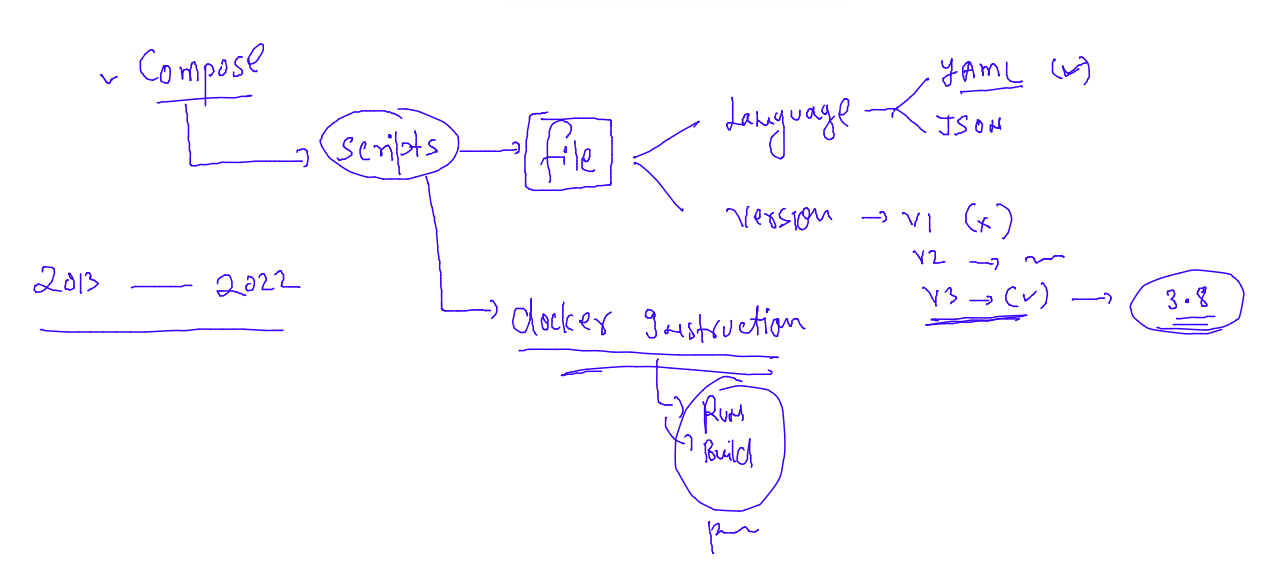 ✓ Compose
scripts
file
Language
YAML (✓)
JSON
Version → V1 (x)
V2 →
V3 → (✓) → 3.8
2013 — 2022
docker Instruction
Run
Build